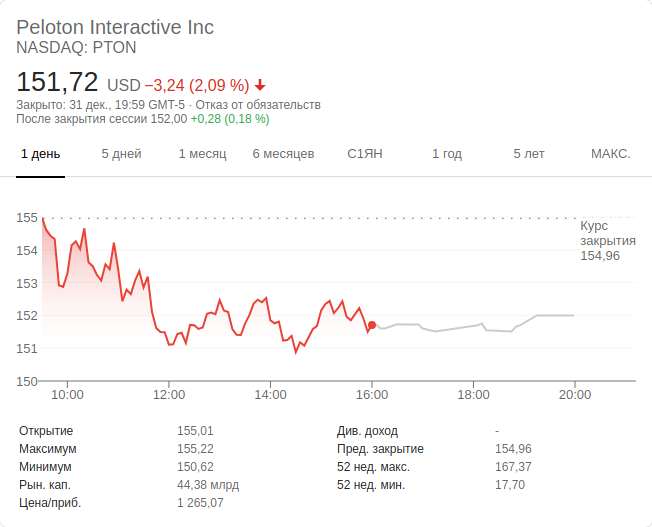 Peloton Interactive Inc
NASDAQ: PTON
151,72 USD −3,24 (2,09 %)
Закрыто: 31 дек., 19:59 GMT-5 · Отказ от обязательств
После закрытия сессии 152,00 +0,28 (0,18 %)
1 день 5 дней 1 месяц 6 месяцев С1ЯН 1 год 5 лет МАКС.
155
Курс
закрытия
154,96
154
153
152
151
150
10:00 12:00 14:00 16:00 18:00 20:00
Открытие 155,01 Див. доход -
Максимум 155,22 Пред. закрытие 154,96
Минимум 150,62 52 нед. макс. 167,37
Рын. кап. 44,38 млрд 52 нед. мин. 17,70
Цена/приб. 1 265,07